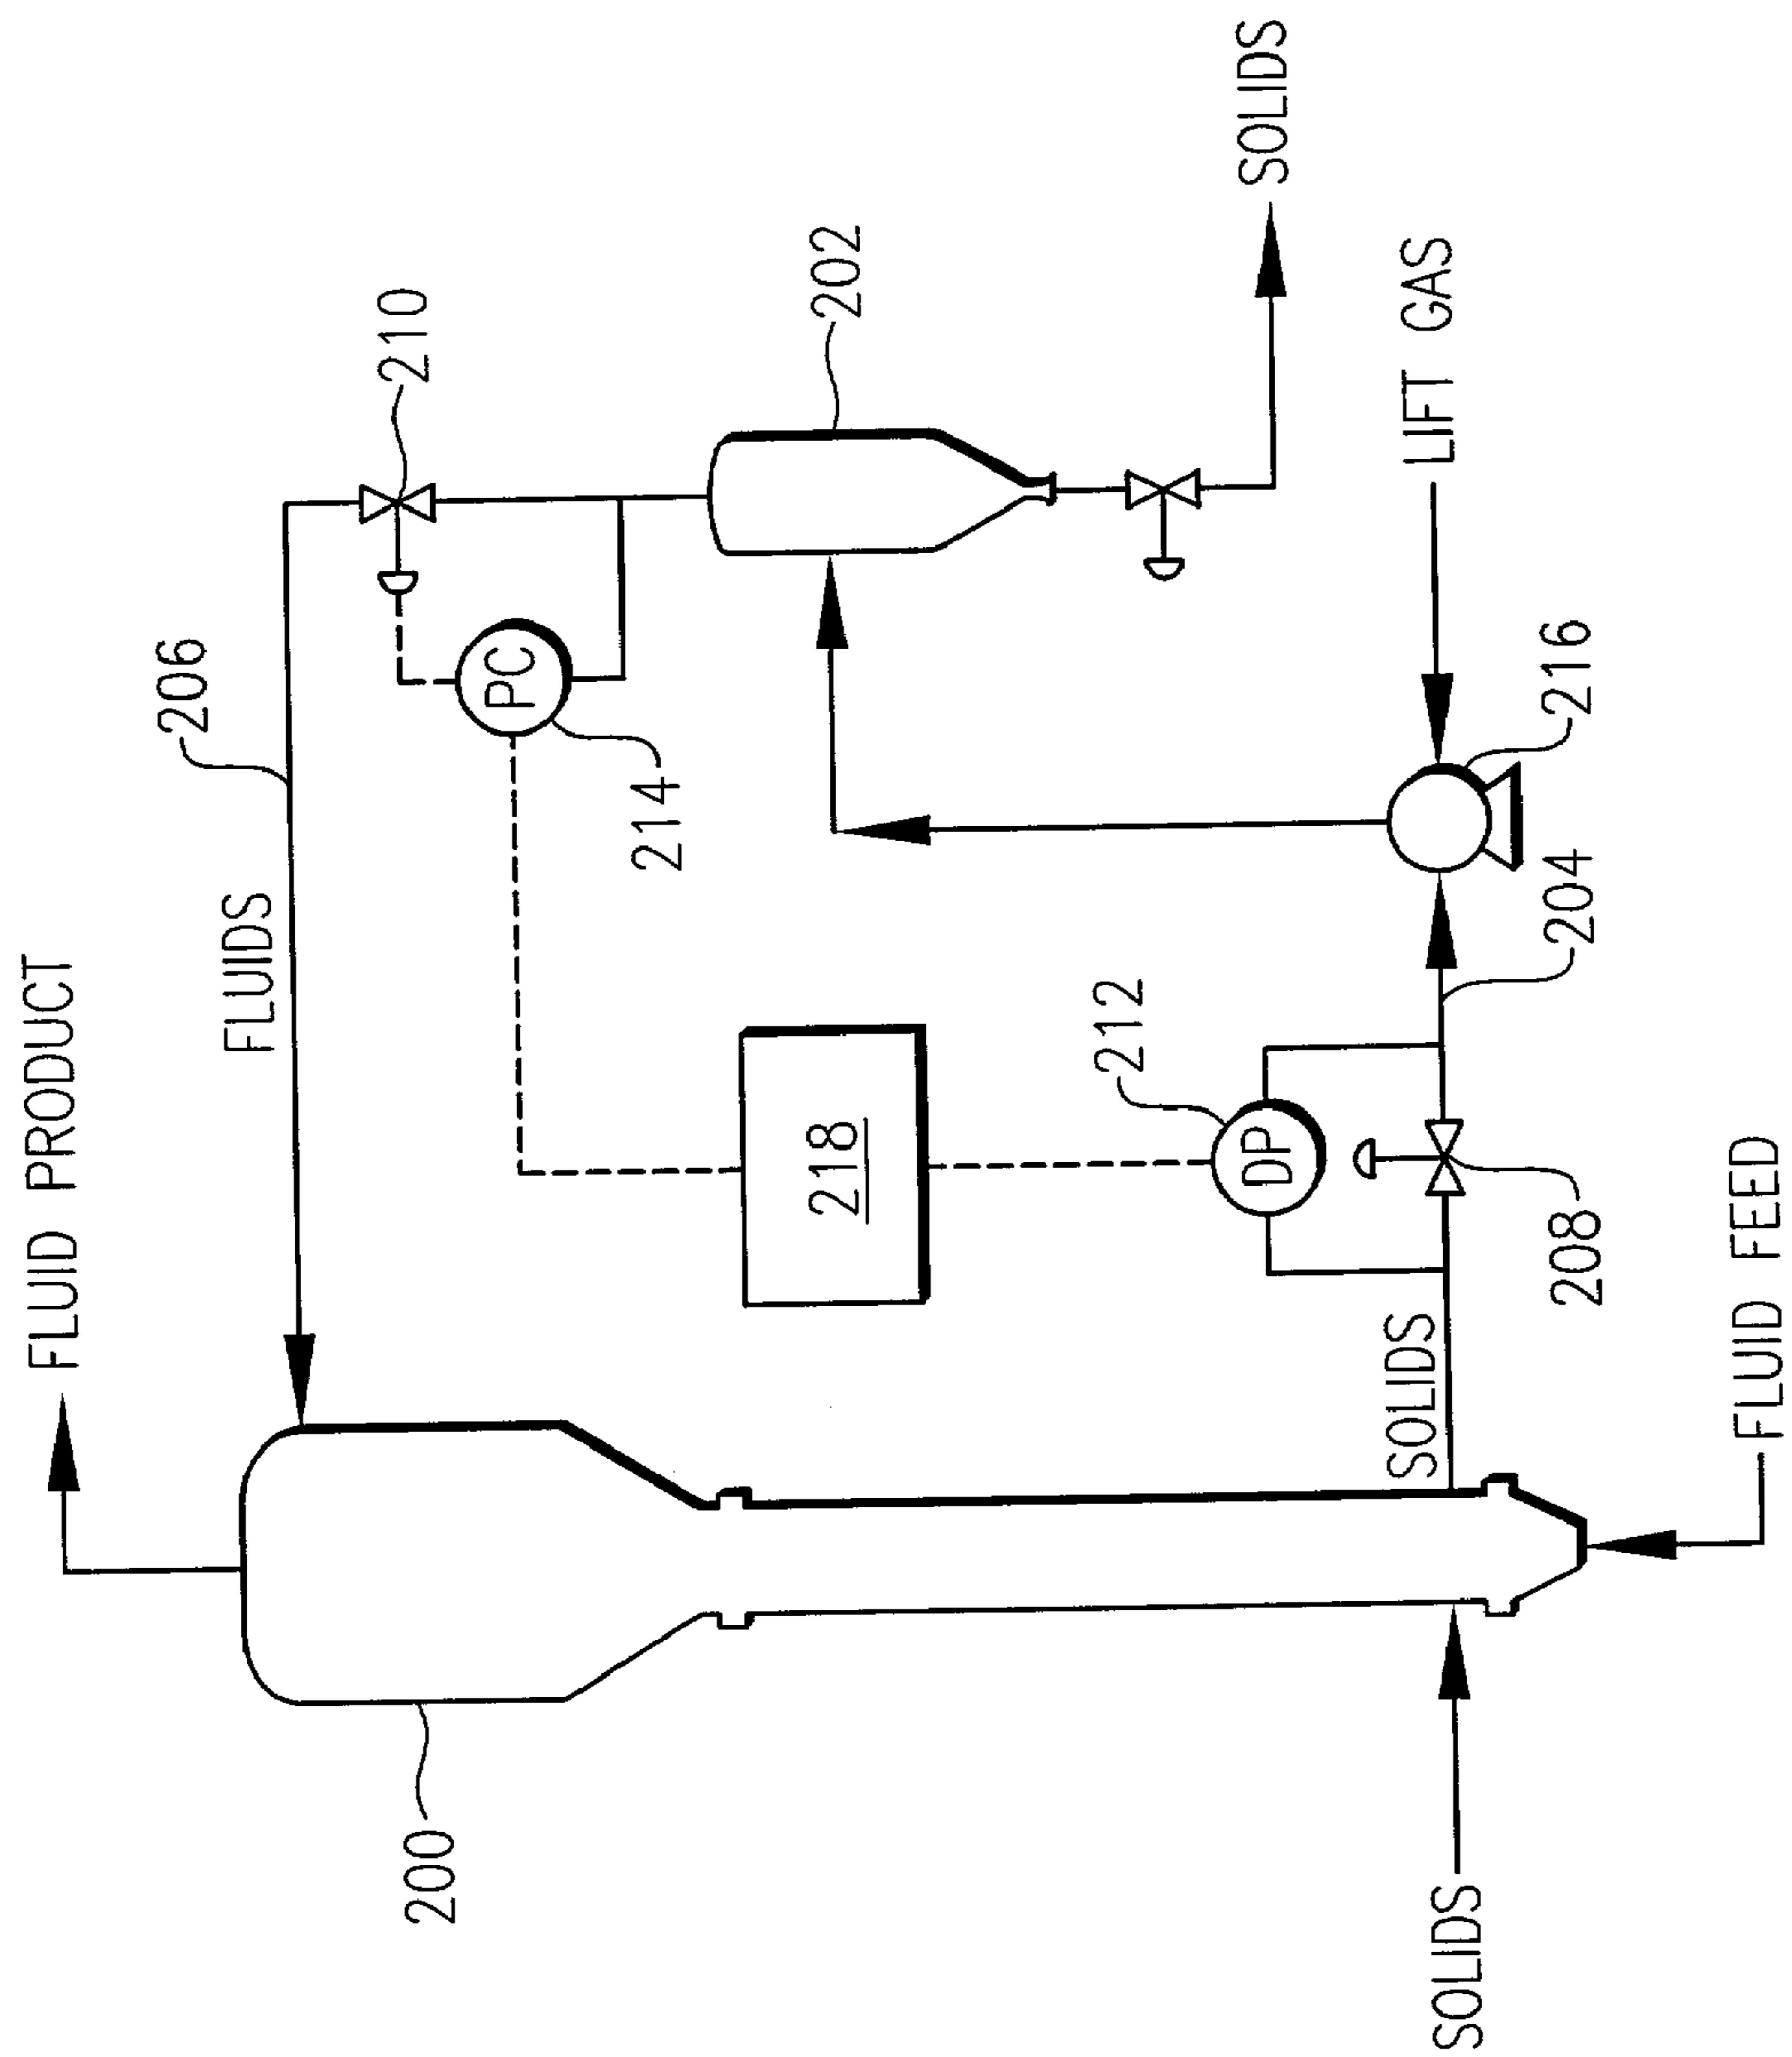 FLUID PRODUCT
206
FLUIDS
210
PC
214
202
SOLIDS
200
218
212
DP
LIFT GAS
216
204
SOLIDS
208
SOLIDS
FLUID FEED